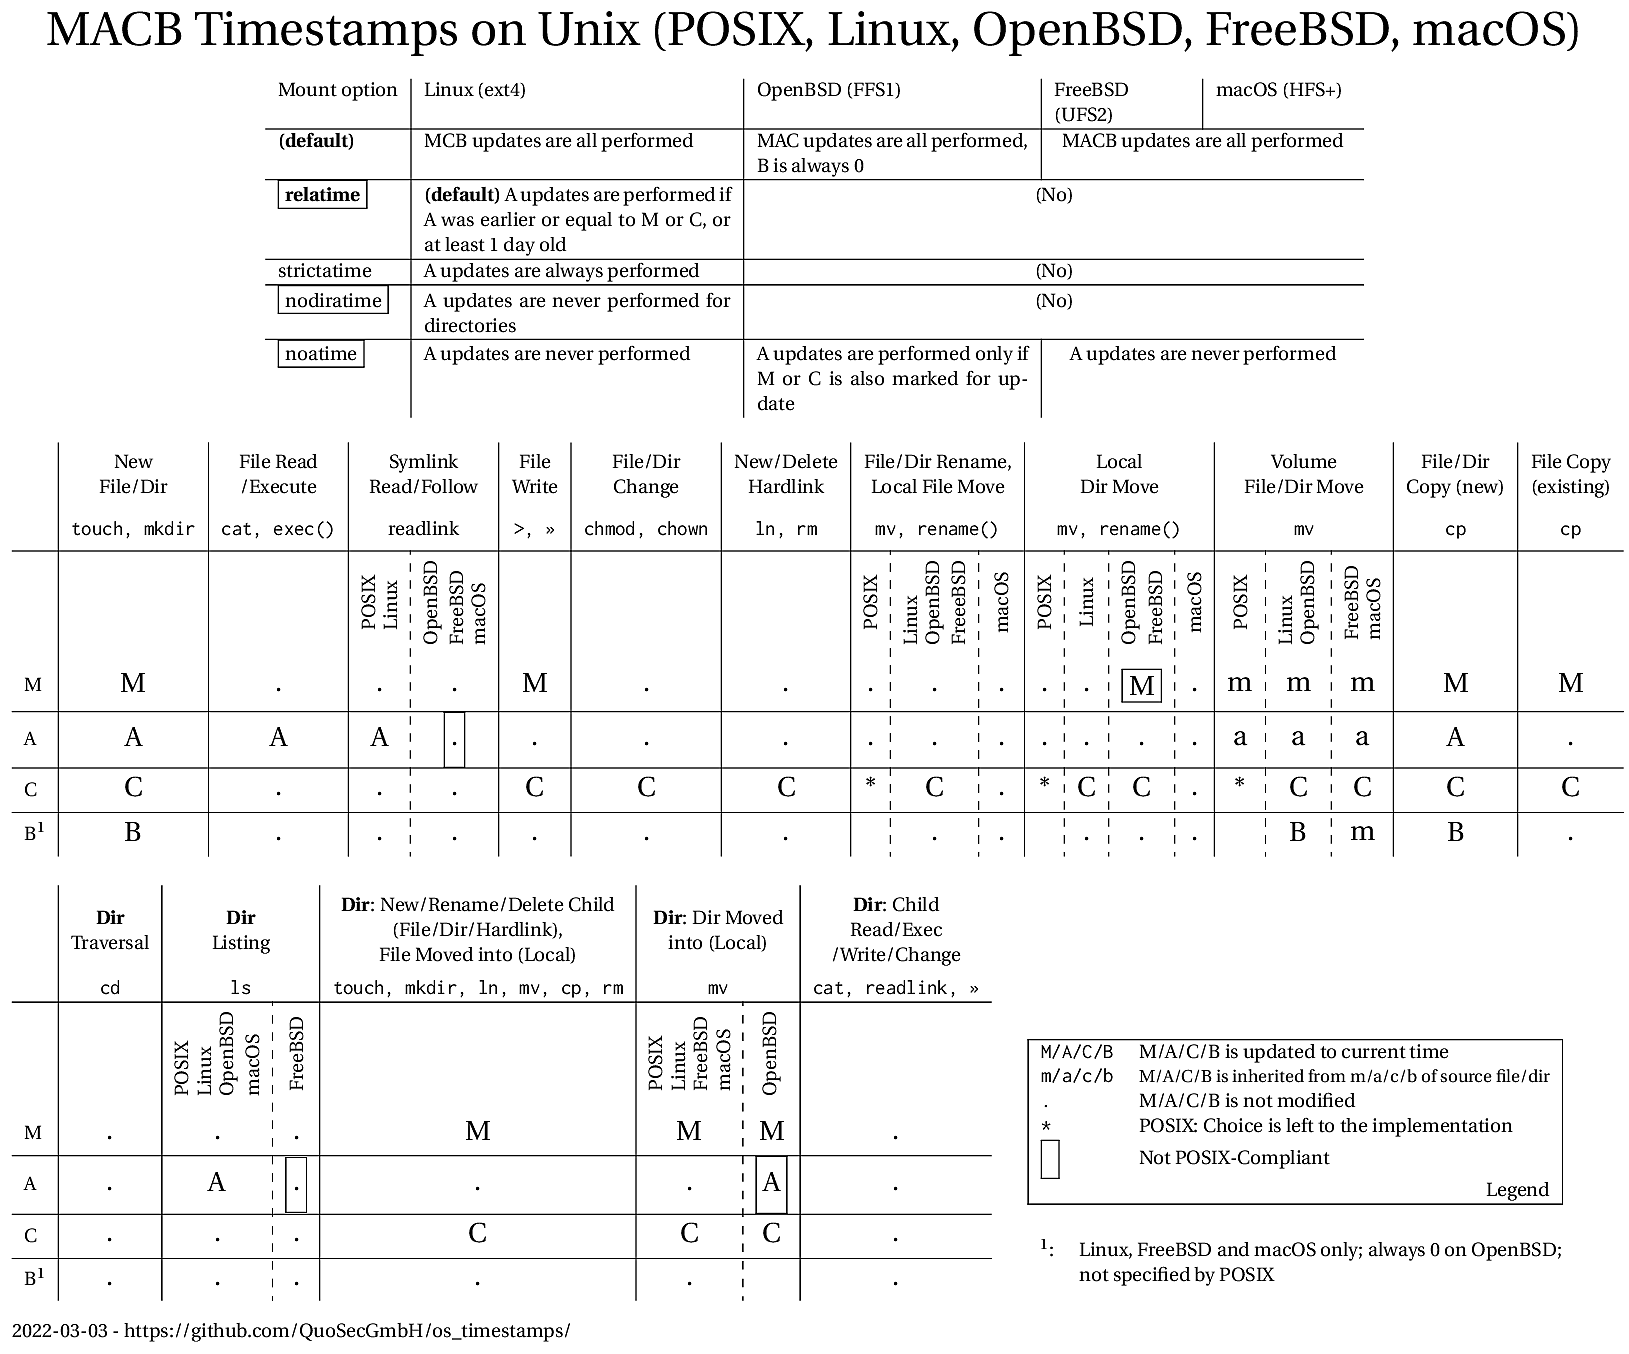 MACB Timestamps on Unix (POSIX, Linux, OpenBSD, FreeBSD, macOS)
Mount option Linux (ext4) OpenBSD (FFS1) FreeBSD (UFS2) macOS (HFS+)
(default) MCB updates are all performed MAC updates are all performed, B is always 0 MACB updates are all performed
relatime (default) A updates are performed if A was earlier or equal to M or C, or at least 1 day old (No)
strictatime A updates are always performed (No)
nodiratime A updates are never performed for directories (No)
noatime A updates are never performed A updates are performed only if M or C is also marked for up-date A updates are never performed
New File/Dir File Read /Execute Symlink Read/Follow File Write File/Dir Change New/Delete Hardlink File/Dir Rename, Local File Move Local Dir Move Volume File/Dir Move File/Dir Copy (new) File Copy (existing)
touch, mkdir cat, exec() readlink >, » chmod, chown ln, rm mv, rename() mv, rename() mv cp cp
POSIX Linux OpenBSD FreeBSD macOS POSIX Linux OpenBSD FreeeBSD macOS POSIX Linux OpenBSD FreeBSD macOS POSIX Linux OpenBSD FreeBSD macOS
M M . . . M . . . . . . . M . m m m M M
A A A A . . . . . . . . . . . a a a A .
C C . . . C C C * C . * C C . * C C C C
B¹ B . . . . . . . . . . . B m B .
Dir Traversal Dir Listing Dir: New/Rename/Delete Child (File/Dir/Hardlink), File Moved into (Local) Dir: Dir Moved into (Local) Dir: Child Read/Exec /Write/Change
cd ls touch, mkdir, ln, mv, cp, rm mv cat, readlink, »
POSIX Linux OpenBSD macOS FreeBSD POSIX Linux FreeBSD macOS OpenBSD
M . . . M M M .
A . A . . . A .
C . . . C C C .
B¹ . . . . . .
M/A/C/B M/A/C/B is updated to current time
m/a/c/b M/A/C/B is inherited from m/a/c/b of source file/dir
. M/A/C/B is not modified
* POSIX: Choice is left to the implementation
Not POSIX-Compliant
Legend
¹: Linux, FreeBSD and macOS only; always 0 on OpenBSD;
not specified by POSIX
2022-03-03 - https://github.com/QuoSecGmbH/os_timestamps/